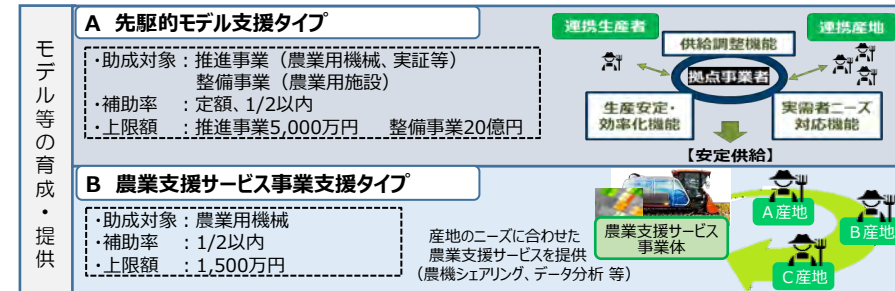 モデル等の育成・提供
A 先駆的モデル支援タイプ
・助成対象：推進事業（農業用機械、実証等）
整備事業（農業用施設）
・補助率　：定額、1/2以内
・上限額　：推進事業5,000万円　整備事業20億円
連携生産者
連携産地
供給調整機能
拠点事業者
生産安定・
効率化機能
実需者ニーズ
対応機能
【安定供給】
B 農業支援サービス事業支援タイプ
・助成対象：農業用機械
・補助率　：1/2以内
・上限額　：1,500万円
産地のニーズに合わせた
農業支援サービスを提供
（農機シェアリング、データ分析 等）
農業支援サービス
事業体
A産地
B産地
C産地